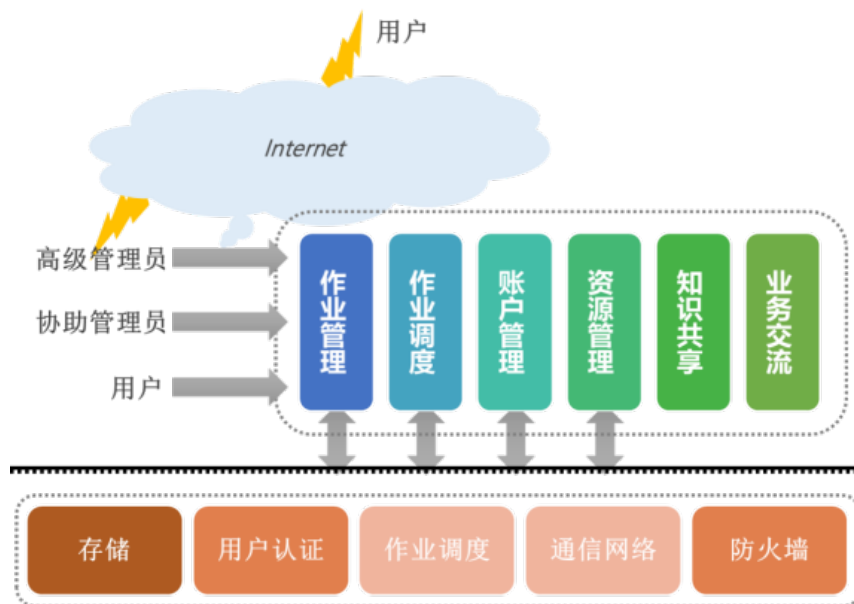 用户
Internet
高级管理员
协助管理员
用户
作业管理
作业调度
账户管理
资源管理
知识共享
业务交流
存储
用户认证
作业调度
通信网络
防火墙